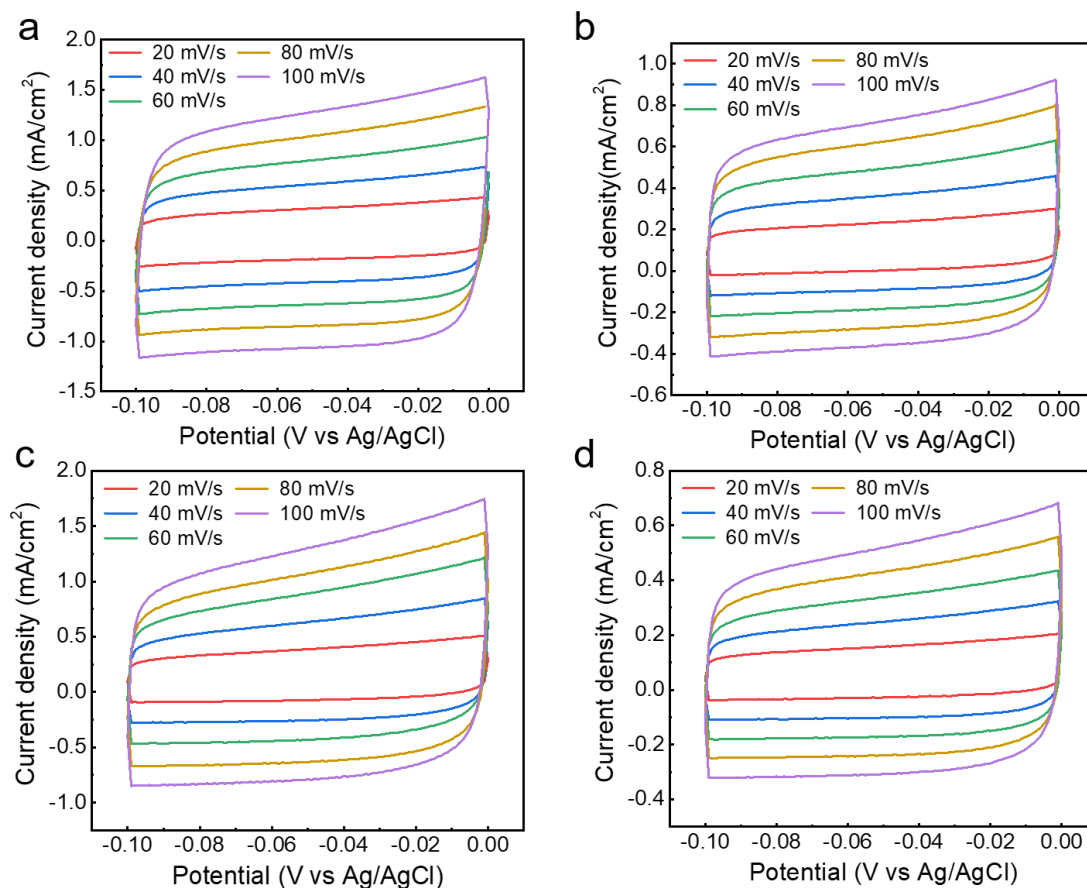 a
2.0
1.5
1.0
0.5
0.0
-0.5
-1.0
-1.5
Current density (mA/cm²)
20 mV/s
80 mV/s
40 mV/s
100 mV/s
60 mV/s
-0.10
-0.08
-0.06
-0.04
-0.02
0.00
Potential (V vs Ag/AgCl)
b
1.0
0.8
0.6
0.4
0.2
0.0
-0.2
-0.4
-0.6
Current density(mA/cm²)
20 mV/s
80 mV/s
40 mV/s
100 mV/s
60 mV/s
-0.10
-0.08
-0.06
-0.04
-0.02
0.00
Potential (V vs Ag/AgCl)
c
2.0
1.5
1.0
0.5
0.0
-0.5
-1.0
Current density (mA/cm²)
20 mV/s
80 mV/s
40 mV/s
100 mV/s
60 mV/s
-0.10
-0.08
-0.06
-0.04
-0.02
0.00
Potential (V vs Ag/AgCl)
d
0.8
0.6
0.4
0.2
0.0
-0.2
-0.4
Current density (mA/cm²)
20 mV/s
80 mV/s
40 mV/s
100 mV/s
60 mV/s
-0.10
-0.08
-0.06
-0.04
-0.02
0.00
Potential (V vs Ag/AgCl)